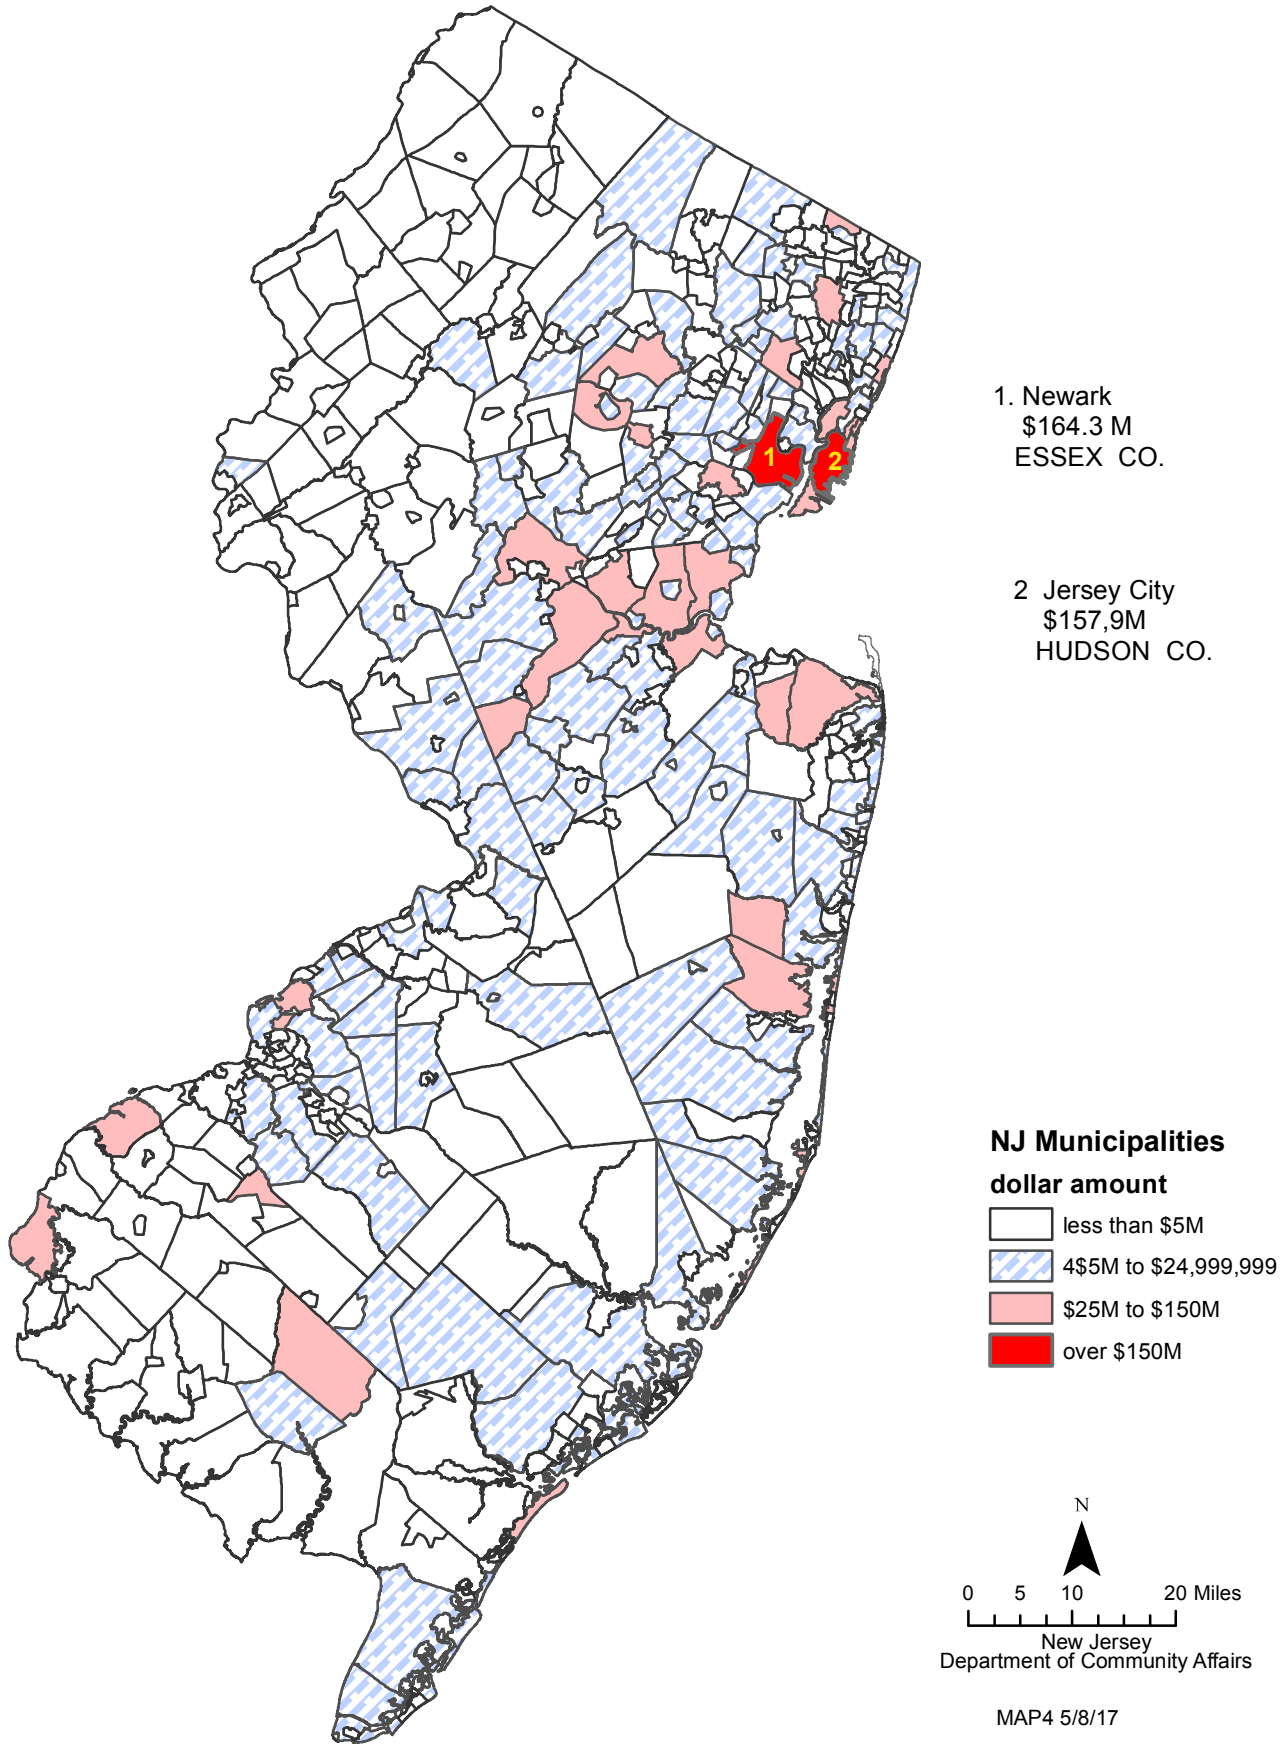 1. Newark
$164.3 M
ESSEX CO.
1
2
2 Jersey City
$157,9M
HUDSON CO.
NJ Municipalities
dollar amount
less than $5M
4$5M to $24,999,999
$25M to $150M
over $150M
N
0 5 10 20 Miles
New Jersey
Department of Community Affairs
MAP4 5/8/17